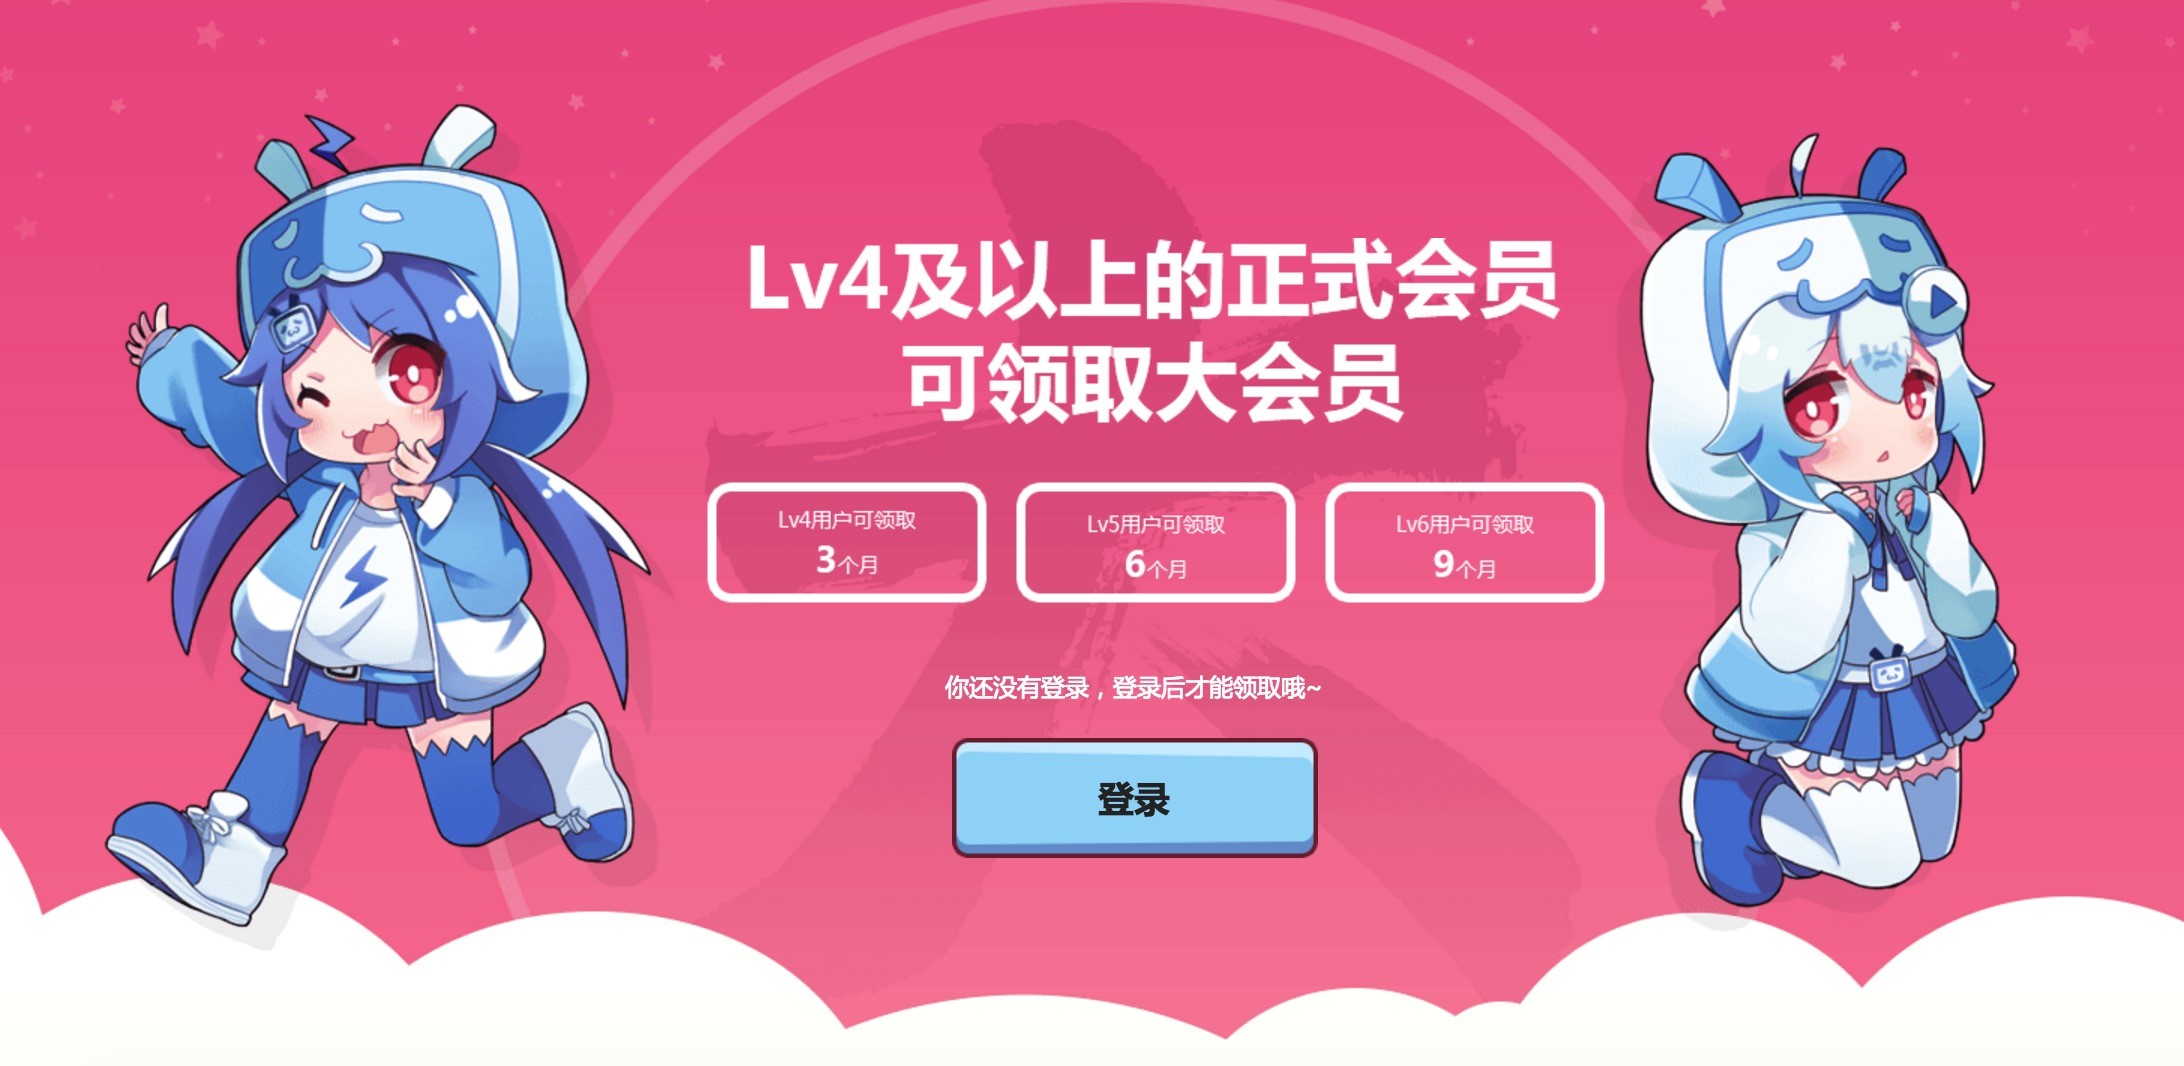 Lv4及以上的正式会员
可领取大会员
Lv4用户可领取
3个月
Lv5用户可领取
6个月
Lv6用户可领取
9个月
你还没有登录，登录后才能领取哦~
登录